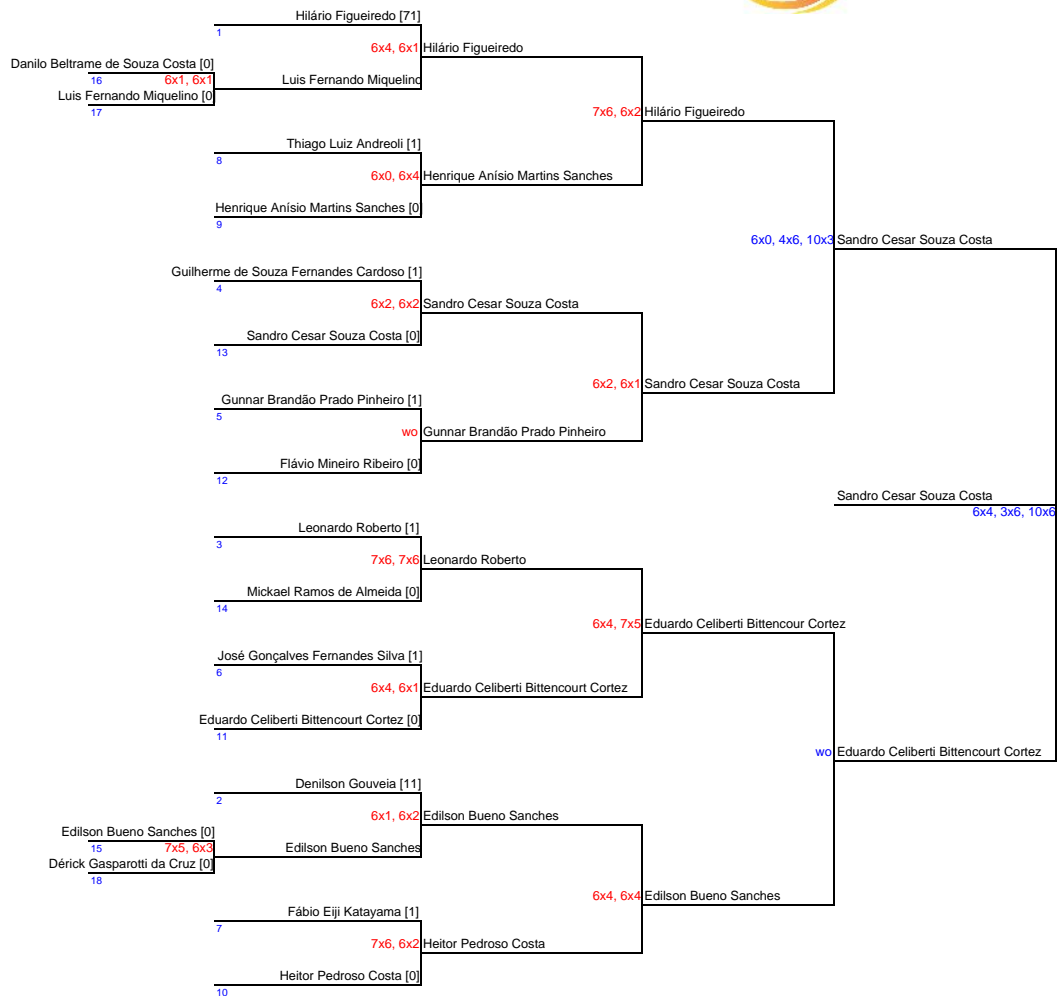 Hilário Figueiredo [71]
1
6x4, 6x1 Hilário Figueiredo
Danilo Beltrame de Souza Costa [0]
16 6x1, 6x1 Luis Fernando Miquelino
Luis Fernando Miquelino [0]
17
7x6, 6x2 Hilário Figueiredo
Thiago Luiz Andreoli [1]
8
6x0, 6x4 Henrique Anísio Martins Sanches
Henrique Anísio Martins Sanches [0]
9
6x0, 4x6, 10x3 Sandro Cesar Souza Costa
Guilherme de Souza Fernandes Cardoso [1]
4
6x2, 6x2 Sandro Cesar Souza Costa
Sandro Cesar Souza Costa [0]
13
6x2, 6x1 Sandro Cesar Souza Costa
Gunnar Brandão Prado Pinheiro [1]
5
wo Gunnar Brandão Prado Pinheiro
Flávio Mineiro Ribeiro [0]
12
Sandro Cesar Souza Costa
6x4, 3x6, 10x6
Leonardo Roberto [1]
3
7x6, 7x6 Leonardo Roberto
Mickael Ramos de Almeida [0]
14
6x4, 7x5 Eduardo Celiberti Bittencour Cortez
José Gonçalves Fernandes Silva [1]
6
6x4, 6x1 Eduardo Celiberti Bittencourt Cortez
Eduardo Celiberti Bittencourt Cortez [0]
11
wo Eduardo Celiberti Bittencourt Cortez
Denilson Gouveia [11]
2
6x1, 6x2 Edilson Bueno Sanches
Edilson Bueno Sanches [0]
15 7x5, 6x3 Edilson Bueno Sanches
Dérick Gasparotti da Cruz [0]
18
6x4, 6x4 Edilson Bueno Sanches
Fábio Eiji Katayama [1]
7
7x6, 6x2 Heitor Pedroso Costa
Heitor Pedroso Costa [0]
10